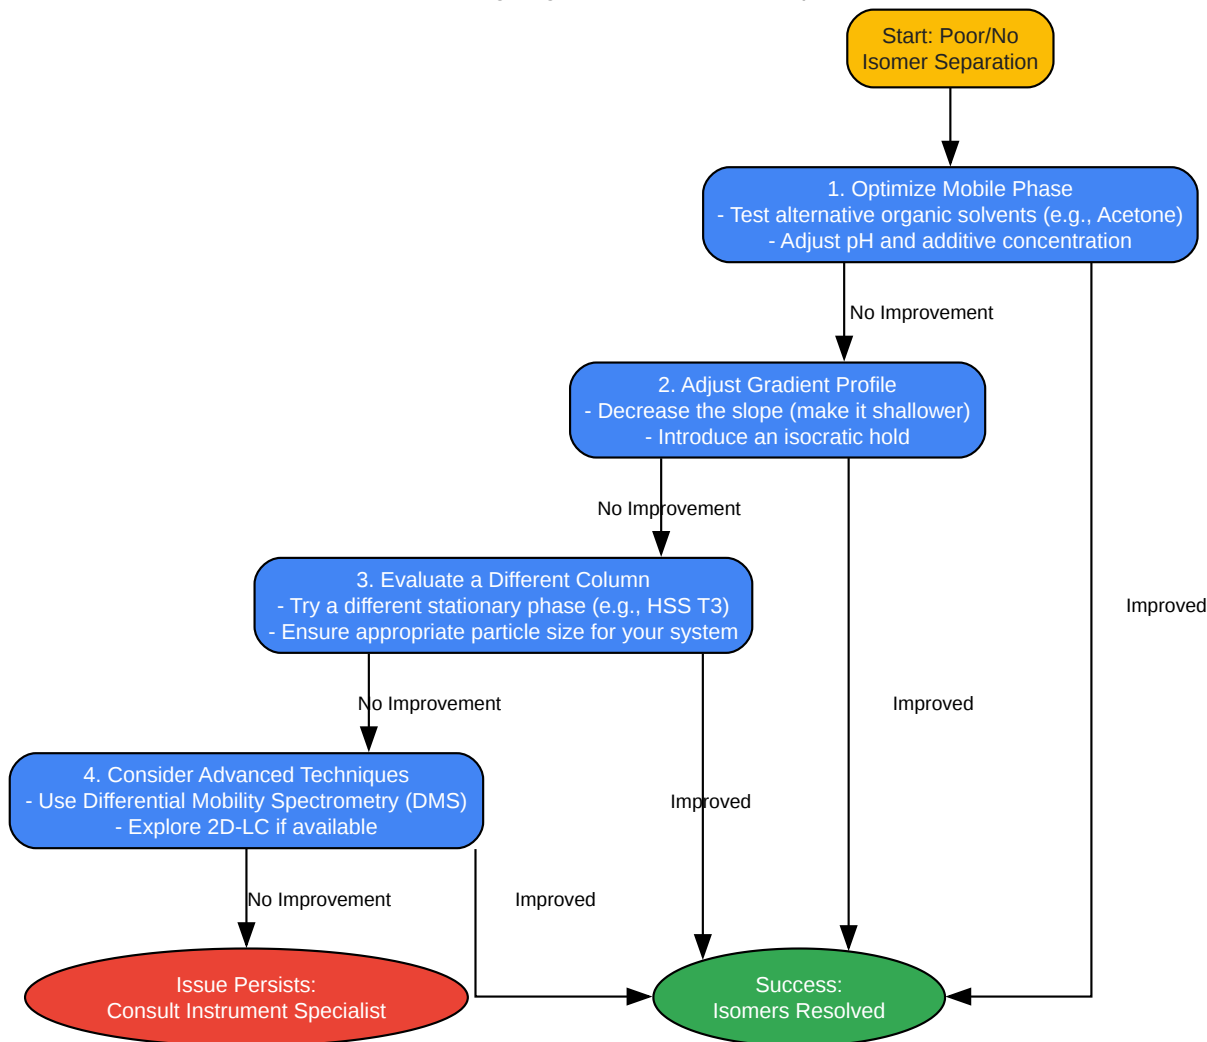 Start: Poor/No
Isomer Separation
1. Optimize Mobile Phase
- Test alternative organic solvents (e.g., Acetone)
- Adjust pH and additive concentration
No Improvement
2. Adjust Gradient Profile
- Decrease the slope (make it shallower)
- Introduce an isocratic hold
No Improvement
3. Evaluate a Different Column
- Try a different stationary phase (e.g., HSS T3)
- Ensure appropriate particle size for your system
Improved
No Improvement
Improved
4. Consider Advanced Techniques
- Use Differential Mobility Spectrometry (DMS)
- Explore 2D-LC if available
Improved
No Improvement
Improved
Issue Persists:
Consult Instrument Specialist
Success:
Isomers Resolved